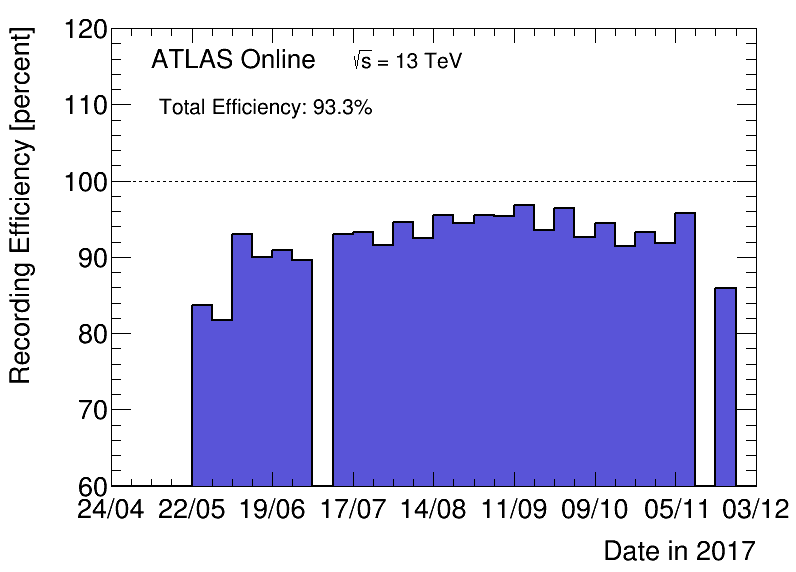 120
110
100
90
80
70
60
Recording Efficiency [percent]
ATLAS Online √s = 13 TeV
Total Efficiency: 93.3%
24/04 22/05 19/06 17/07 14/08 11/09 09/10 05/11 03/12
Date in 2017